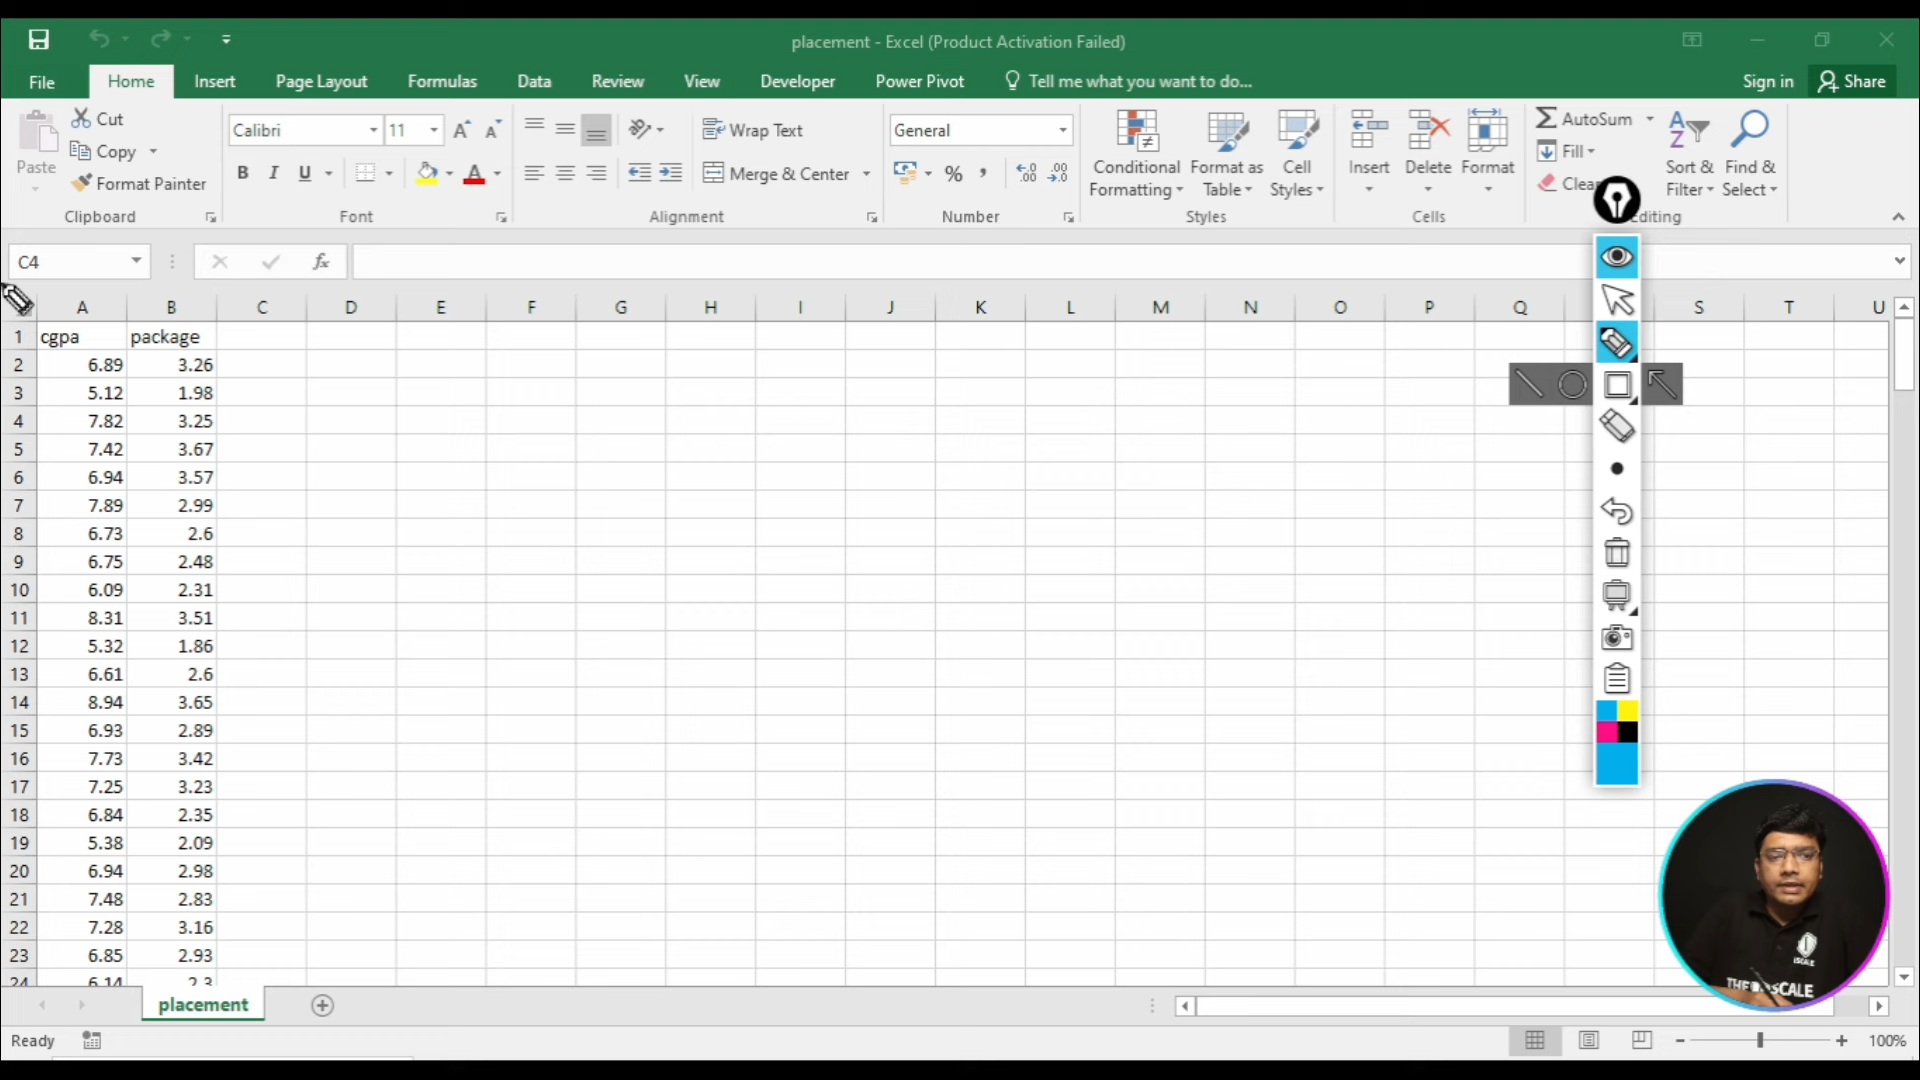 placement - Excel (Product Activation Failed)
File Home Insert Page Layout Formulas Data Review View Developer Power Pivot Tell me what you want to do... Sign in Share
Paste Cut Copy Format Painter Clipboard
Calibri 11 B I U A Font
Wrap Text Merge & Center Alignment
General % , Number
Conditional Formatting Format as Table Cell Styles Styles
Insert Delete Format Cells
AutoSum Fill Clea Sort & Filter Find & Select diting
C4 fx
A B C D E F G H I J K L M N O P Q S T U
1 cgpa package
2 6.89 3.26
3 5.12 1.98
4 7.82 3.25
5 7.42 3.67
6 6.94 3.57
7 7.89 2.99
8 6.73 2.6
9 6.75 2.48
10 6.09 2.31
11 8.31 3.51
12 5.32 1.86
13 6.61 2.6
14 8.94 3.65
15 6.93 2.89
16 7.73 3.42
17 7.25 3.23
18 6.84 2.35
19 5.38 2.09
20 6.94 2.98
21 7.48 2.83
22 7.28 3.16
23 6.85 2.93
24 6.14 2.3
placement
Ready 100%